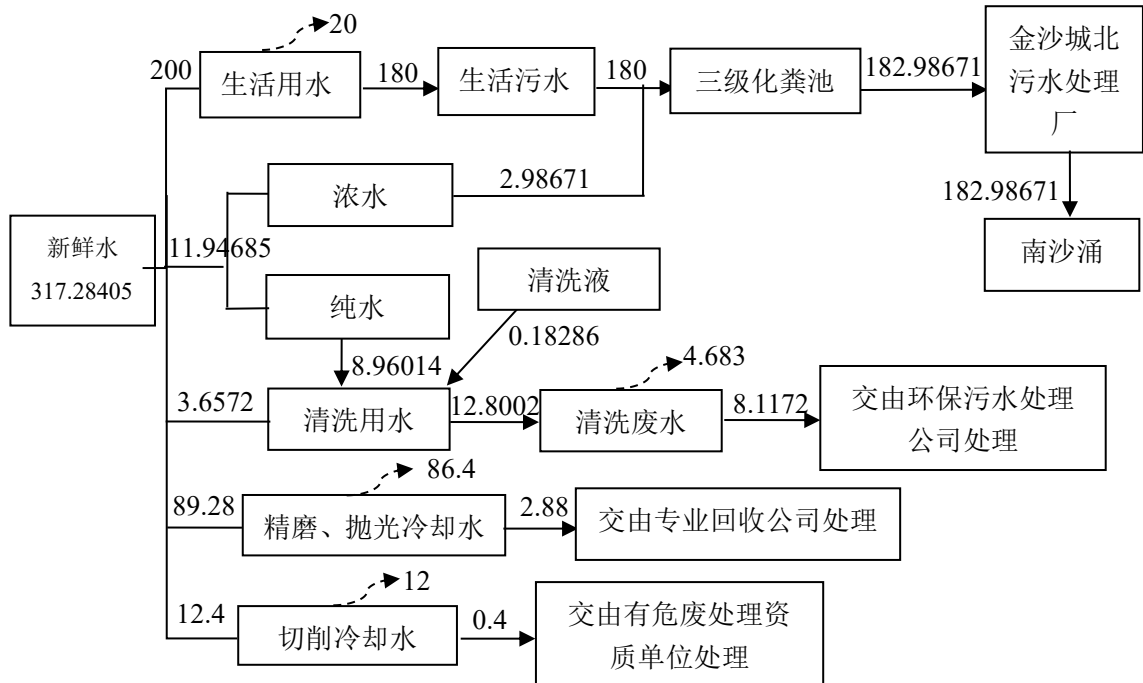 20
200
生活用水
180
生活污水
180
三级化粪池
182.98671
金沙城北
污水处理
厂
182.98671
南沙涌
浓水
2.98671
新鲜水
317.28405
11.94685
纯水
清洗液
8.96014
0.18286
3.6572
清洗用水
12.8002
清洗废水
4.683
8.1172
交由环保污水处理
公司处理
89.28
精磨、抛光冷却水
86.4
2.88
交由专业回收公司处理
12.4
切削冷却水
12
0.4
交由有危废处理资
质单位处理